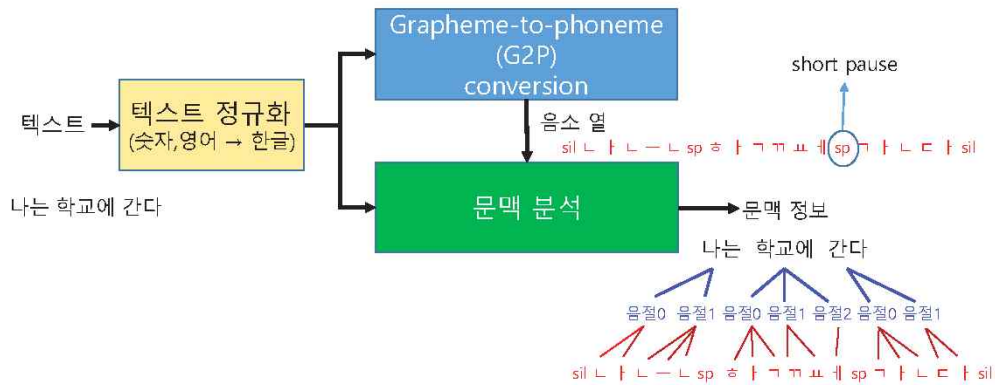 Grapheme-to-phoneme
(G2P)
conversion
short pause
텍스트
텍스트 정규화
(숫자,영어 → 한글)
음소 열
sil ㄴ ㅏ ㄴ ㅡ ㄴ sp ㅎ ㅏ ㄱ ㄲ ㅛ ㅔ sp ㄱ ㅏ ㄴ ㄷ ㅏ sil
나는 학교에 간다
문맥 분석
문맥 정보
나는 학교에 간다
음절0 음절1 음절0 음절1 음절2 음절0 음절1
sil ㄴ ㅏ ㄴ ㅡ ㄴ sp ㅎ ㅏ ㄱ ㄲ ㅛ ㅔ sp ㄱ ㅏ ㄴ ㄷ ㅏ sil